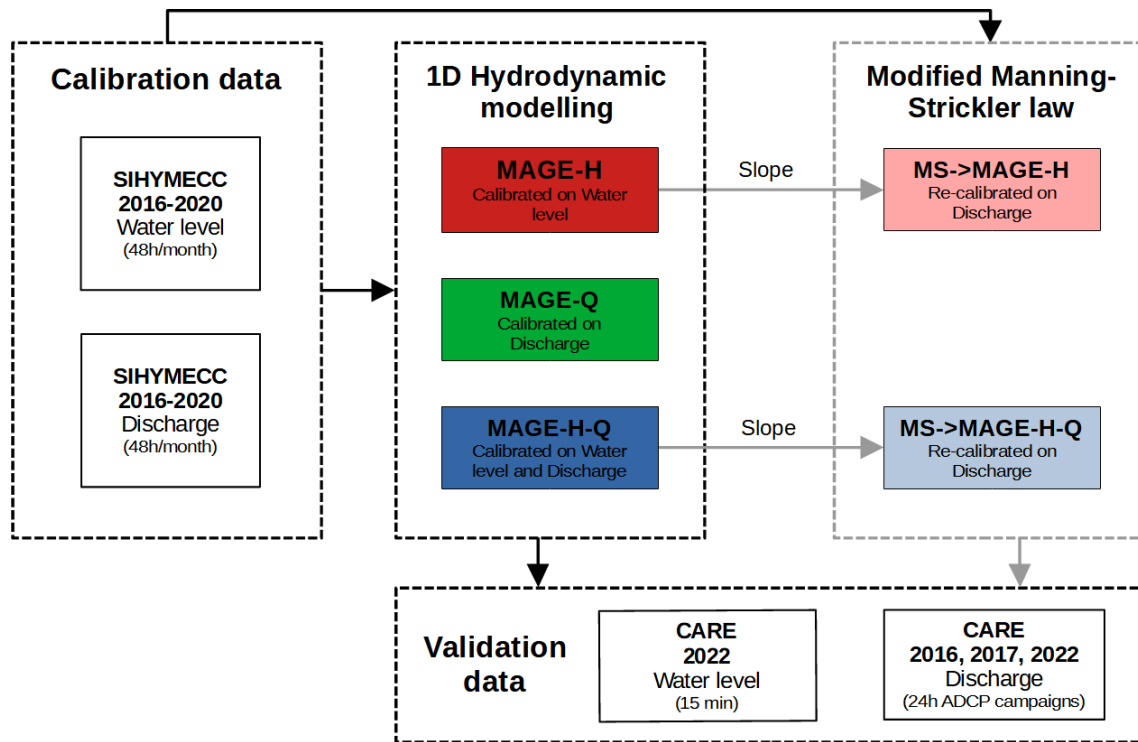 Calibration data
SIHYMECC
2016-2020
Water level
(48h/month)
SIHYMECC
2016-2020
Discharge
(48h/month)
1D Hydrodynamic
modelling
MAGE-H
Calibrated on Water
level
MAGE-Q
Calibrated on
Discharge
MAGE-H-Q
Calibrated on Water
level and Discharge
Slope
Slope
Modified Manning-
Strickler law
MS->MAGE-H
Re-calibrated on
Discharge
MS->MAGE-H-Q
Re-calibrated on
Discharge
Validation
data
CARE
2022
Water level
(15 min)
CARE
2016, 2017, 2022
Discharge
(24h ADCP campaigns)